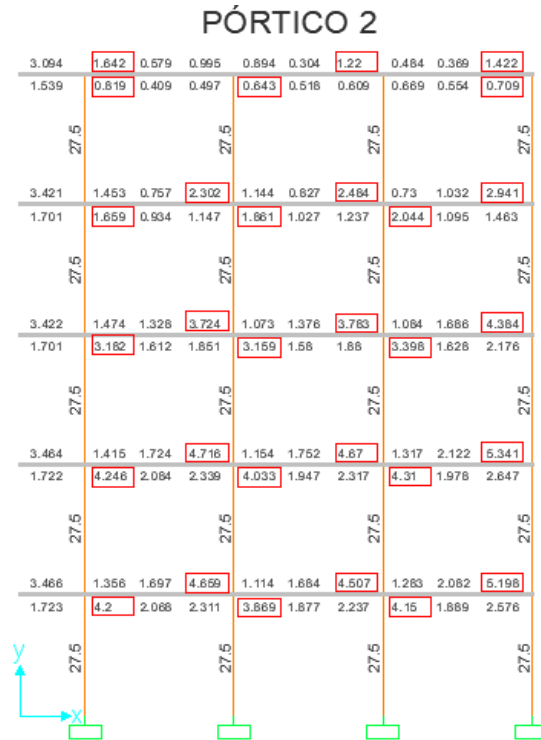 PÓRTICO 2
3.094 1.642 0.579 0.995 0.894 0.304 1.22 0.484 0.369 1.422
1.539 0.819 0.409 0.497 0.643 0.518 0.609 0.669 0.554 0.709
27.5 27.5 27.5 27.5
3.421 1.453 0.757 2.302 1.144 0.827 2.484 0.73 1.032 2.941
1.701 1.659 0.934 1.147 1.861 1.027 1.237 2.044 1.095 1.463
27.5 27.5 27.5 27.5
3.422 1.474 1.328 3.724 1.073 1.376 3.783 1.084 1.686 4.384
1.701 3.182 1.612 1.851 3.159 1.58 1.88 3.398 1.628 2.176
27.5 27.5 27.5 27.5
3.464 1.415 1.724 4.716 1.154 1.752 4.67 1.317 2.122 5.341
1.722 4.246 2.084 2.339 4.033 1.947 2.317 4.31 1.978 2.647
27.5 27.5 27.5 27.5
3.466 1.356 1.697 4.659 1.114 1.684 4.507 1.283 2.082 5.198
1.723 4.2 2.068 2.311 3.869 1.877 2.237 4.15 1.889 2.576
27.5 27.5 27.5 27.5
y
x